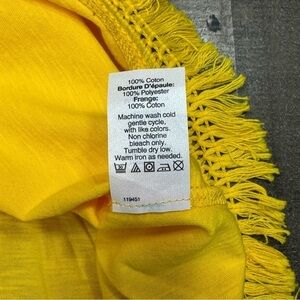 100% Coton
Bordure D'épaule:
100% Polyester
Frange:
100% Coton
Machine wash cold
gentle cycle,
with like colors.
Non chlorine
bleach only.
Tumble dry low.
Warm iron as needed.
119451